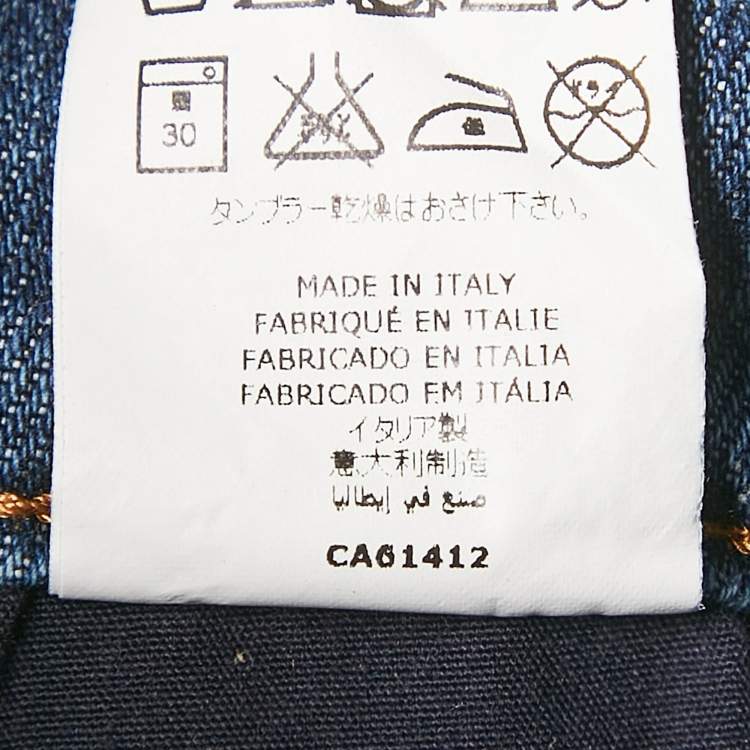 30
タンブラー乾燥はおさけ下さい。
MADE IN ITALY
FABRIQUÉ EN ITALIE
FABRICADO EN ITALIA
FABRICADO EM ITÁLIA
イタリア製
意大利制造
صنع في إيطاليا
CA61412